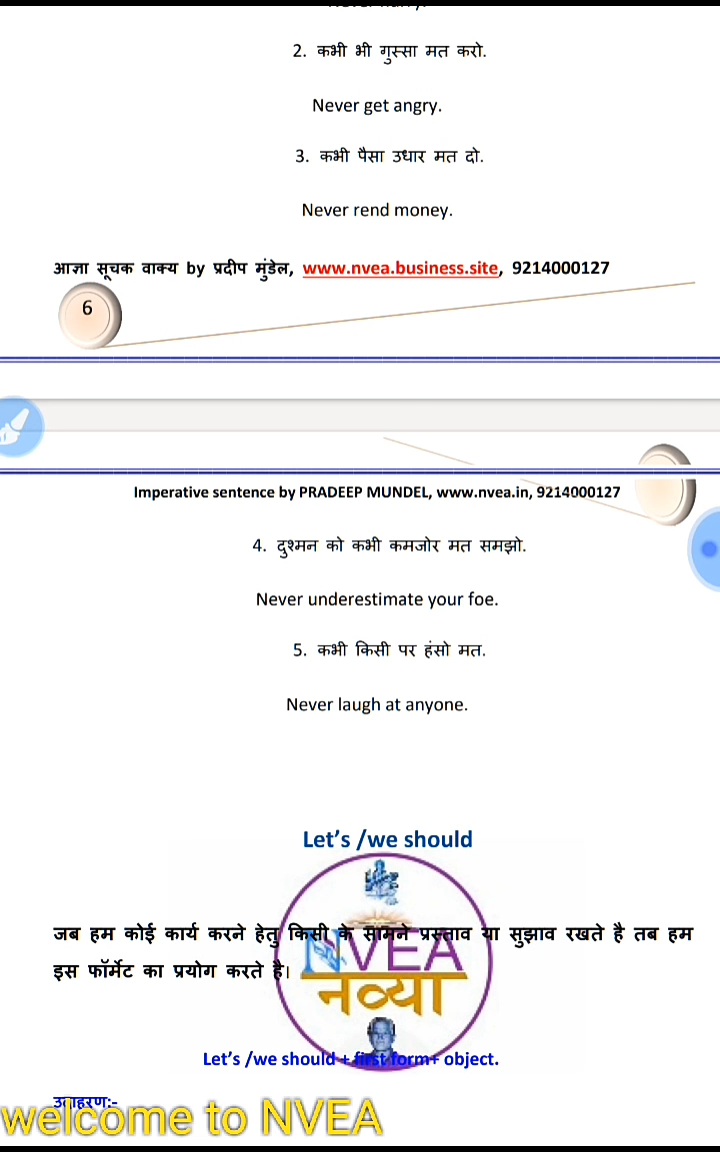 2. कभी भी गुस्सा मत करो.
Never get angry.
3. कभी पैसा उधार मत दो.
Never rend money.
आज्ञा सूचक वाक्य by प्रदीप मुंडेल, www.nvea.business.site, 9214000127
6
Imperative sentence by PRADEEP MUNDEL, www.nvea.in, 9214000127
4. दुश्मन को कभी कमजोर मत समझो.
Never underestimate your foe.
5. कभी किसी पर हंसो मत.
Never laugh at anyone.
Let’s /we should
जब हम कोई कार्य करने हेतु किसी के सामने प्रस्ताव या सुझाव रखते है तब हम
इस फॉर्मेट का प्रयोग करते है।
NVEA
नव्या
Let’s /we should + first form+ object.
उदाहरण:-
welcome to NVEA